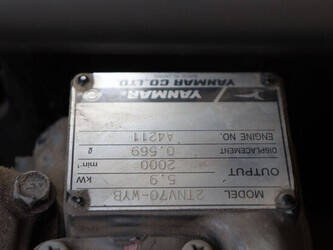 MODEL 2TNV70-WYB
OUTPUT 5.9 kW
2000 min⁻¹
DISPLACEMENT 0.569 ℓ
ENGINE NO. A4211
YANMAR
YANMAR CO.,LTD.